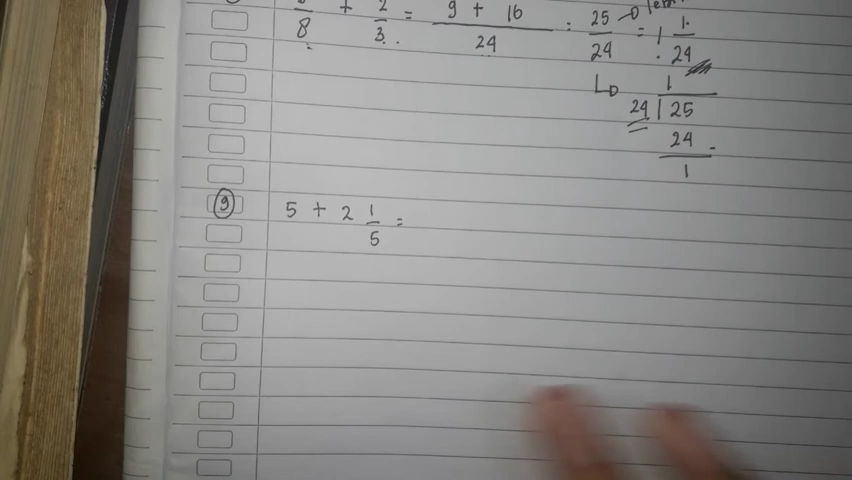 /8 + 2/3 = 9 + 16 / 24 : 25/24 → = 1 1/24
1
24 | 25
24 -
1
9 5 + 2 1/5 =